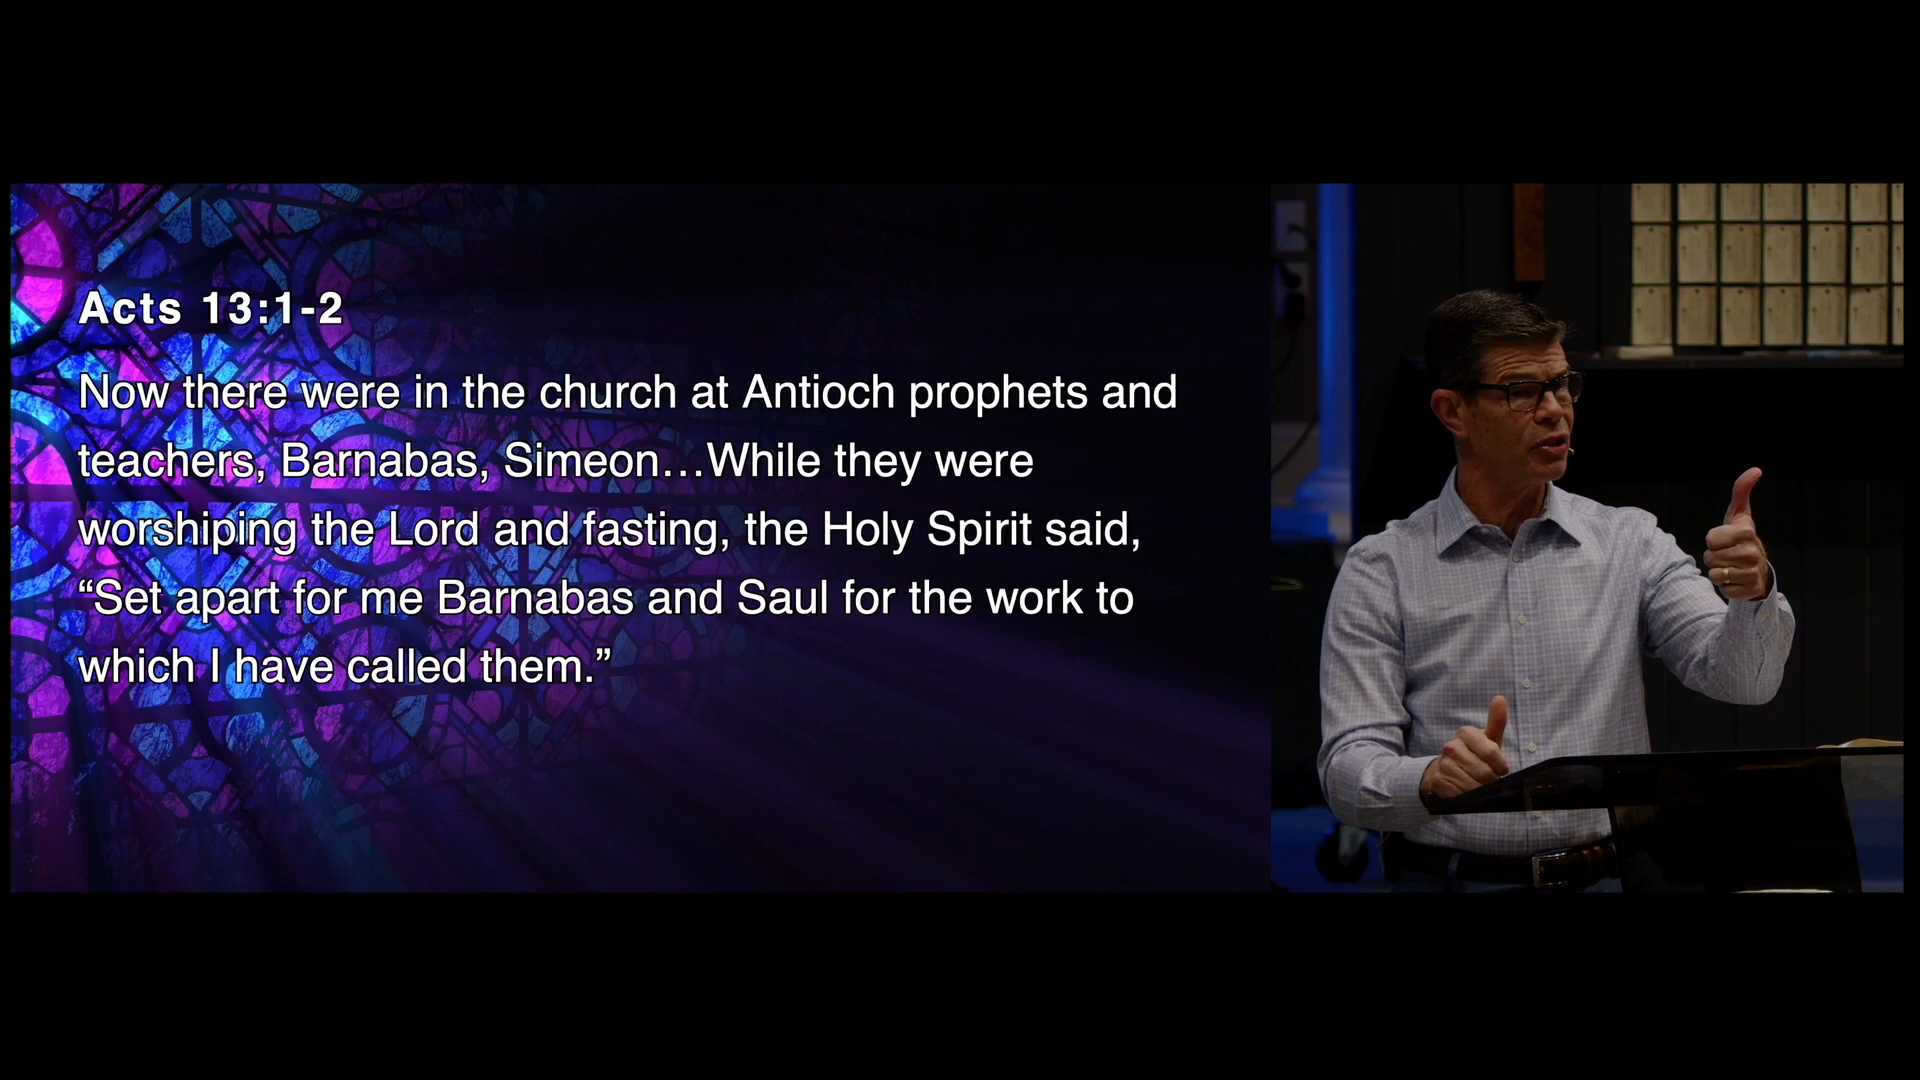 Acts 13:1-2
Now there were in the church at Antioch prophets and
teachers, Barnabas, Simeon…While they were
worshiping the Lord and fasting, the Holy Spirit said,
“Set apart for me Barnabas and Saul for the work to
which I have called them.”